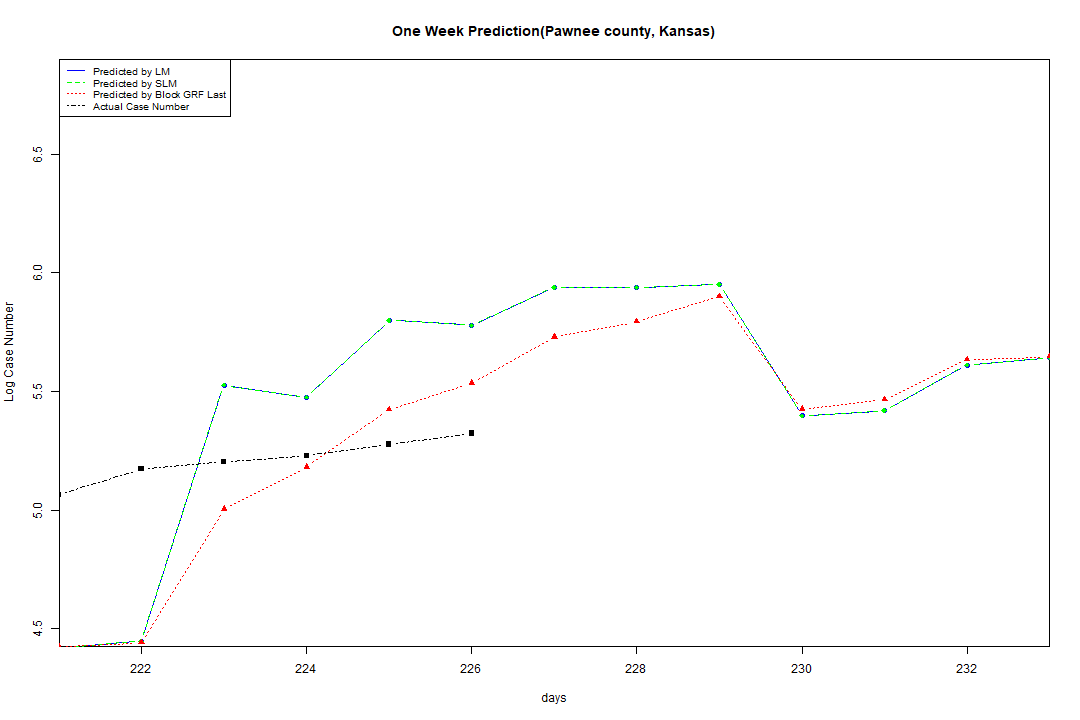 One Week Prediction(Pawnee county, Kansas)
Predicted by LM
Predicted by SLM
Predicted by Block GRF Last
Actual Case Number
6.5
6.0
5.5
5.0
4.5
Log Case Number
222
224
226
228
230
232
days